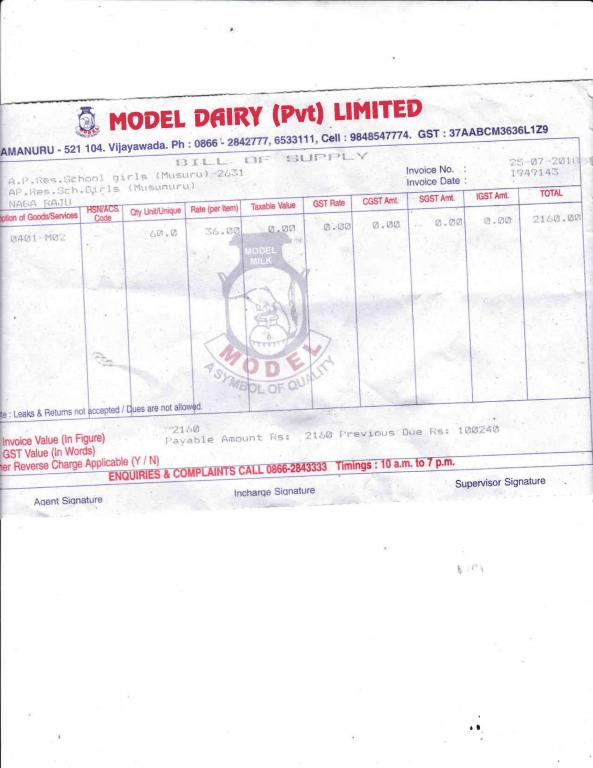 MODEL DAIRY (Pvt) LIMITED
AMANURU - 521 104. Vijayawada. Ph : 0866 - 2842777, 6533111, Cell : 9848547774. GST : 37AABCM3636L1Z9
BILL OF SUPPLY
A.P.Res.School girls (Musuru)-2631
AP.Res.Sch.Girls (Musunuru)
NAGA RAJU
Invoice No. : 25-07-2018
Invoice Date : I947143
ption of Goods/Services HSN/ACS Code Qty Unit/Unique Rate (per Item) Taxable Value GST Rate CGST Amt. SGST Amt. IGST Amt. TOTAL
0401-M02 60.0 36.00 0.00 0.00 0.00 0.00 0.00 2160.00
MODEL MILK
MODEL
A SYMBOL OF QUALITY
te : Leaks & Returns not accepted / Dues are not allowed.
Invoice Value (In Figure) 2160
GST Value (In Words) Payable Amount Rs: 2160 Previous Due Rs: 100240
er Reverse Charge Applicable (Y / N)
ENQUIRIES & COMPLAINTS CALL 0866-2843333 Timings : 10 a.m. to 7 p.m.
Agent Signature Incharge Signature Supervisor Signature